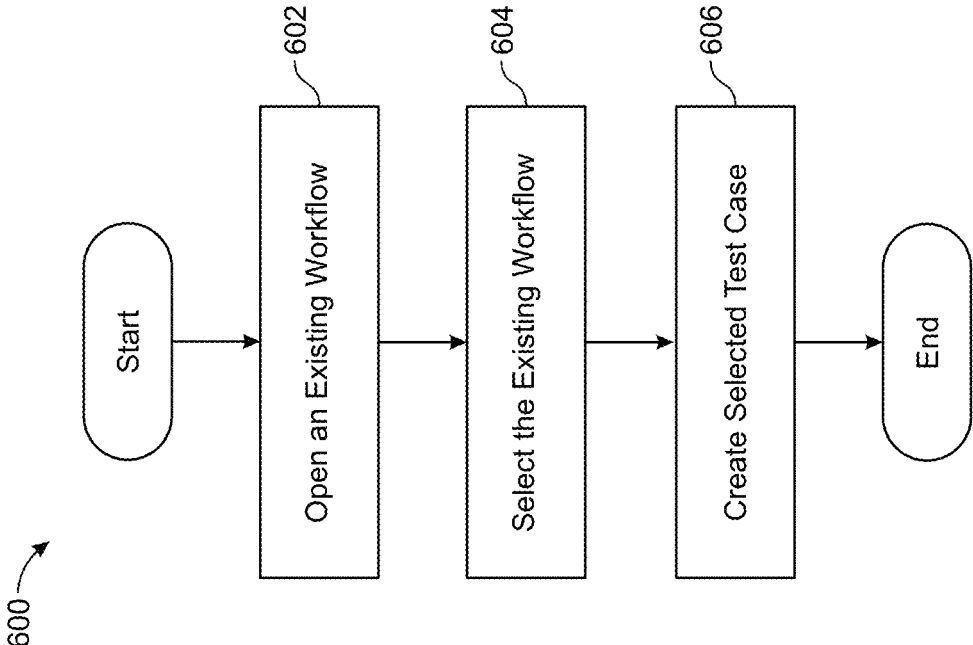 600
Start
Open an Existing Workflow
602
Select the Existing Workflow
604
Create Selected Test Case
606
End